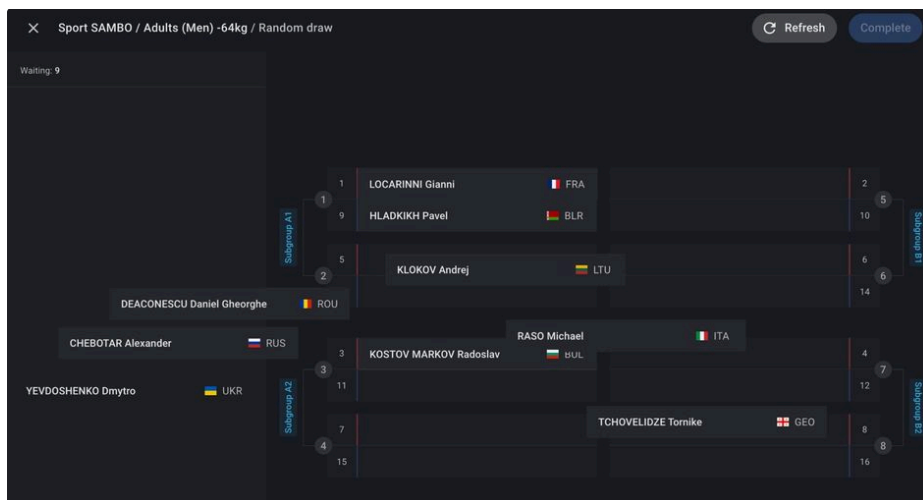 Sport SAMBO / Adults (Men) -64kg / Random draw
Refresh
Complete
Waiting: 9
1 LOCARINNI Gianni FRA 2
1 5
9 HLADKIKH Pavel BLR 10
Subgroup A1
Subgroup B1
5 KLOKOV Andrej LTU 6
2 6
14
DEACONESCU Daniel Gheorghe ROU
RASO Michael ITA
CHEBOTAR Alexander RUS
3 KOSTOV MARKOV Radoslav BUL 4
3 7
11 12
YEVDOSHENKO Dmytro UKR
Subgroup A2
Subgroup B2
7 TCHOVELIDZE Tornike GEO 8
4 8
15 16